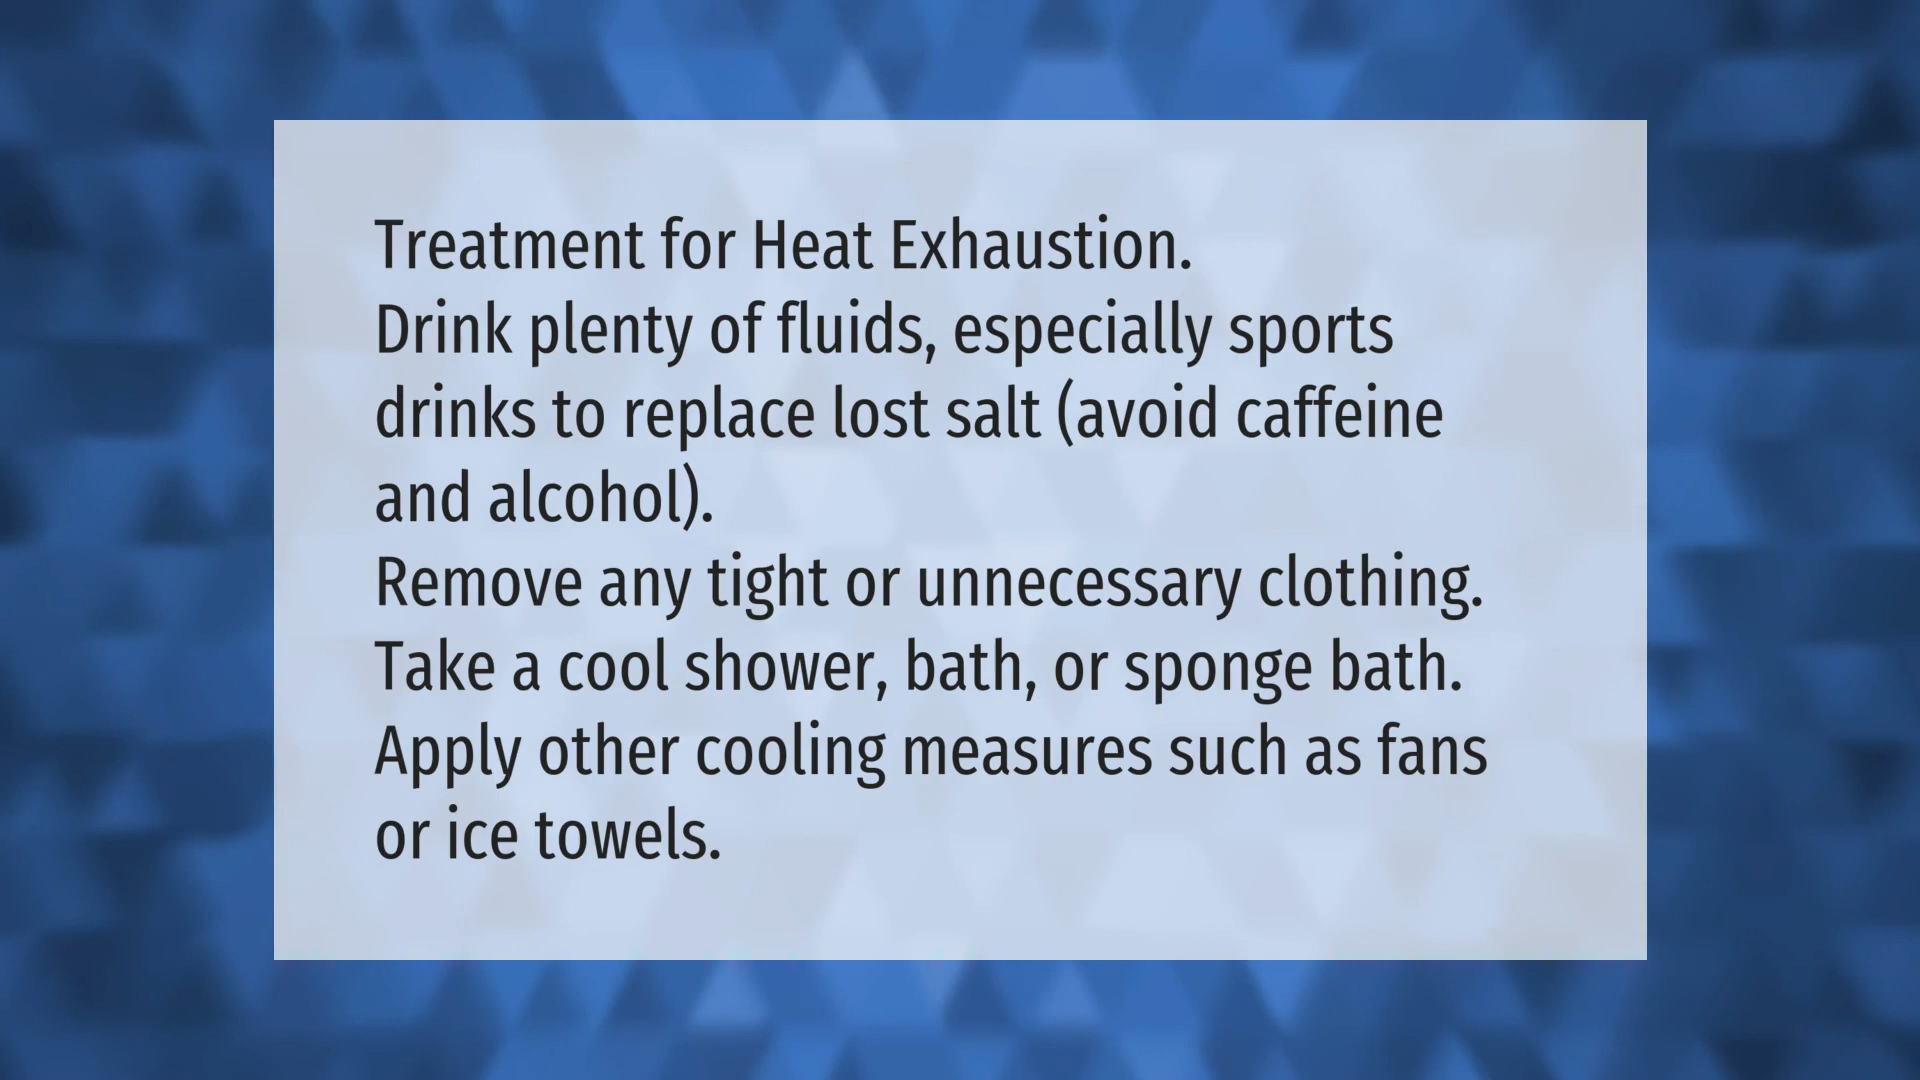 Treatment for Heat Exhaustion.
Drink plenty of fluids, especially sports
drinks to replace lost salt (avoid caffeine
and alcohol).
Remove any tight or unnecessary clothing.
Take a cool shower, bath, or sponge bath.
Apply other cooling measures such as fans
or ice towels.